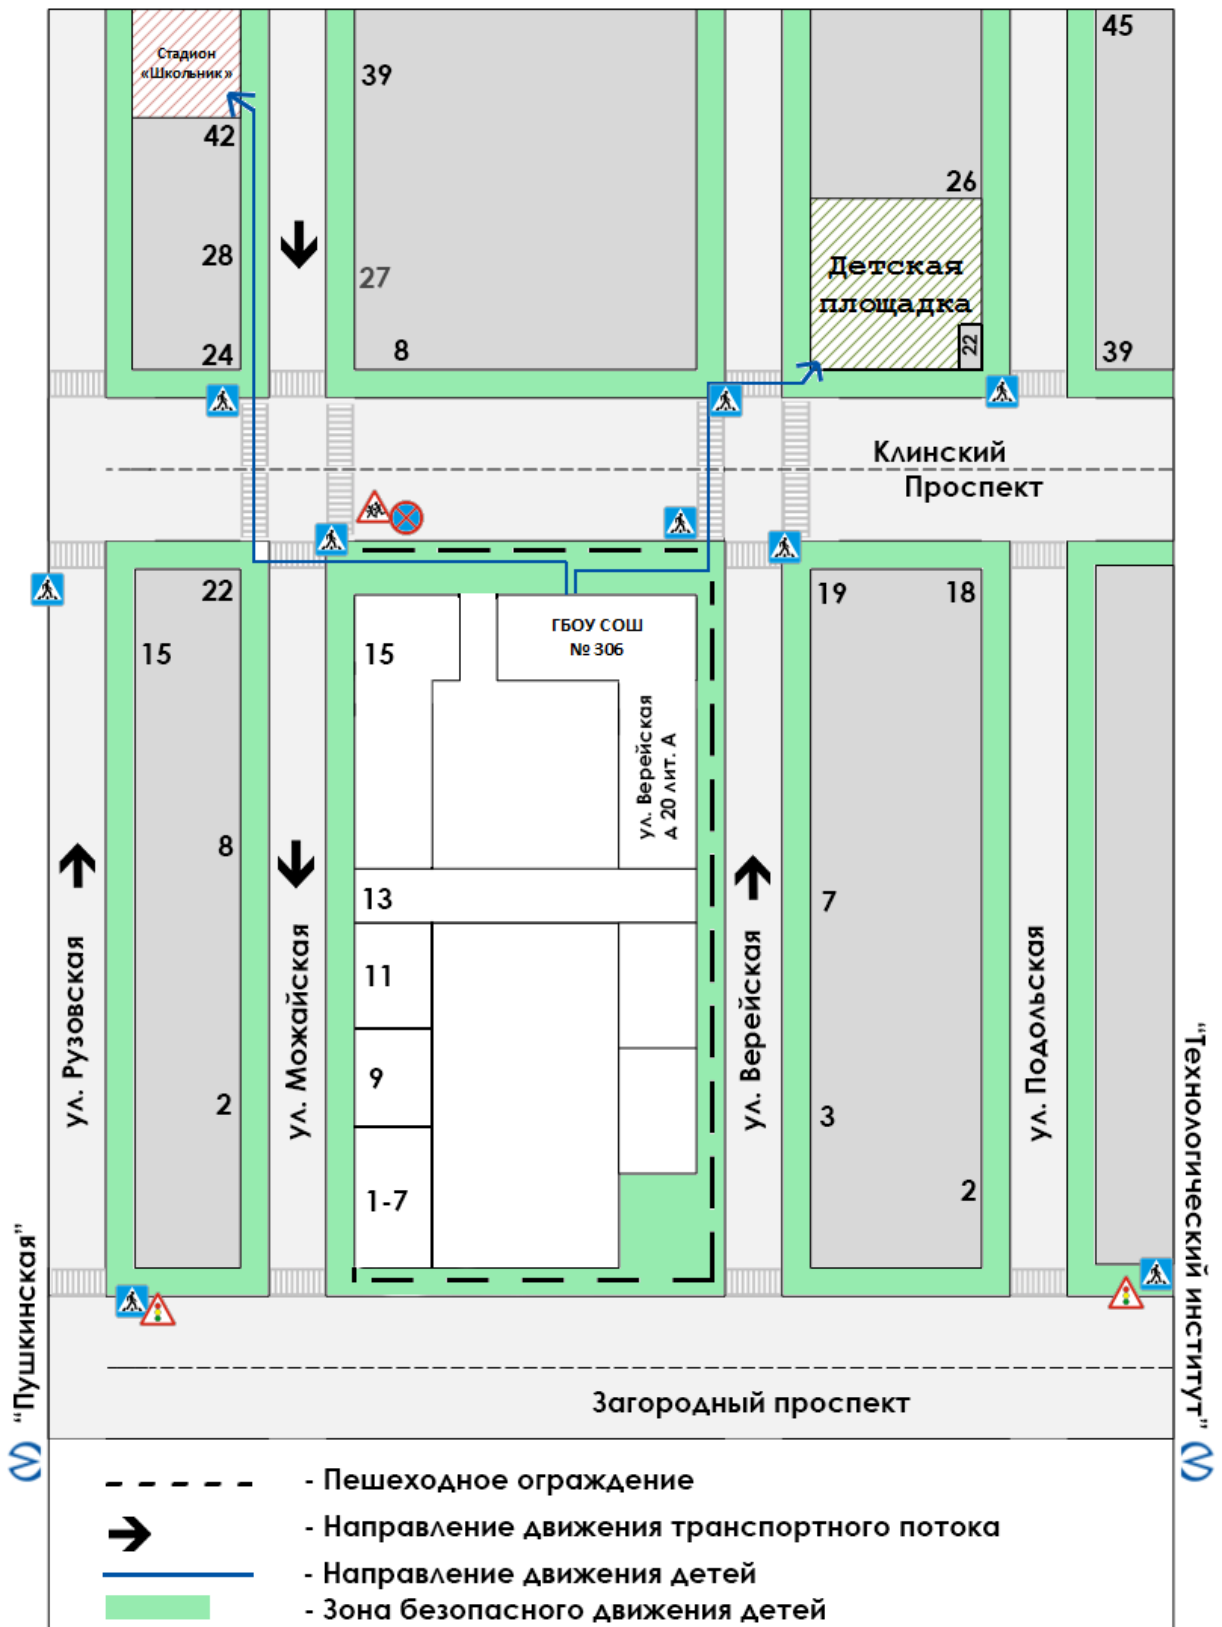 Стадион
«Школьник»
42
28
24
39
27
8
26
Детская
площадка
22
45
39
Клинский
Проспект
22
15
8
2
15
13
11
9
1-7
ГБОУ СОШ
№ 306
ул. Верейская
д 20 лит. А
19
18
7
3
2
ул. Рузовская
ул. Можайская
ул. Верейская
ул. Подольская
"Пушкинская"
"Технологический институт"
Загородный проспект
- Пешеходное ограждение
- Направление движения транспортного потока
- Направление движения детей
- Зона безопасного движения детей